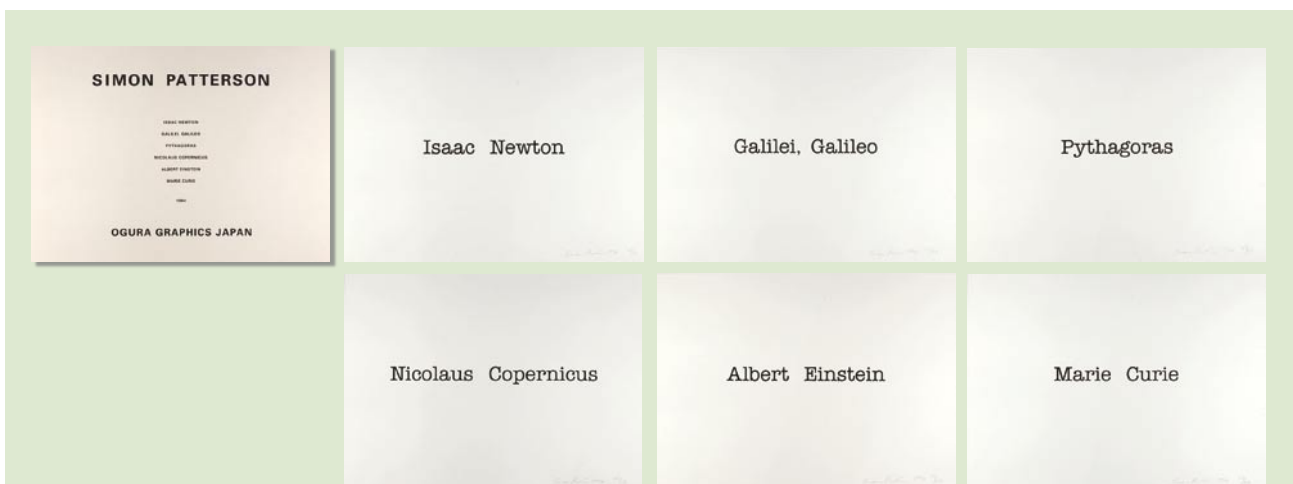 SIMON PATTERSON
ISAAC NEWTON
GALILEI, GALILEO
PYTHAGORAS
NICOLAUS COPERNICUS
ALBERT EINSTEIN
MARIE CURIE
OGURA GRAPHICS JAPAN
Isaac Newton
Galilei, Galileo
Pythagoras
Nicolaus Copernicus
Albert Einstein
Marie Curie